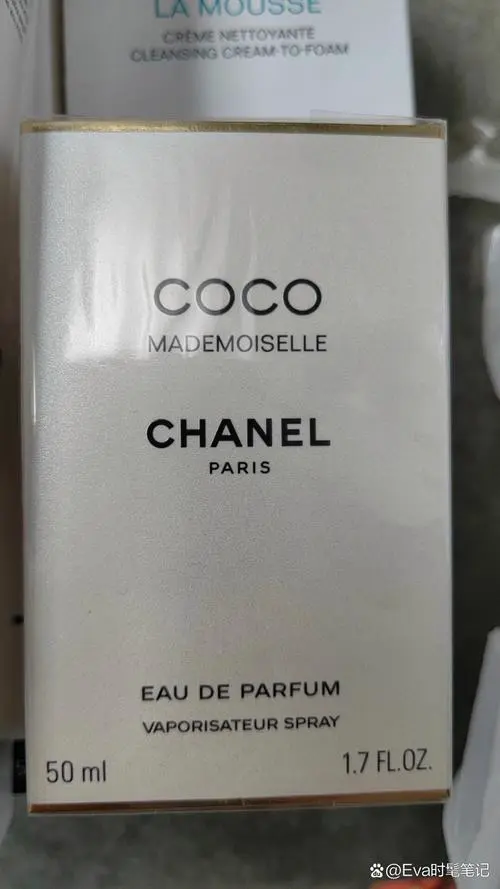 LA MOUSSE
CRÈME NETTOYANTE
CLEANSING CREAM-TO-FOAM
COCO
MADEMOISELLE
CHANEL
PARIS
EAU DE PARFUM
VAPORISATEUR SPRAY
50 ml
1.7 FL.OZ.
@Eva时髦笔记